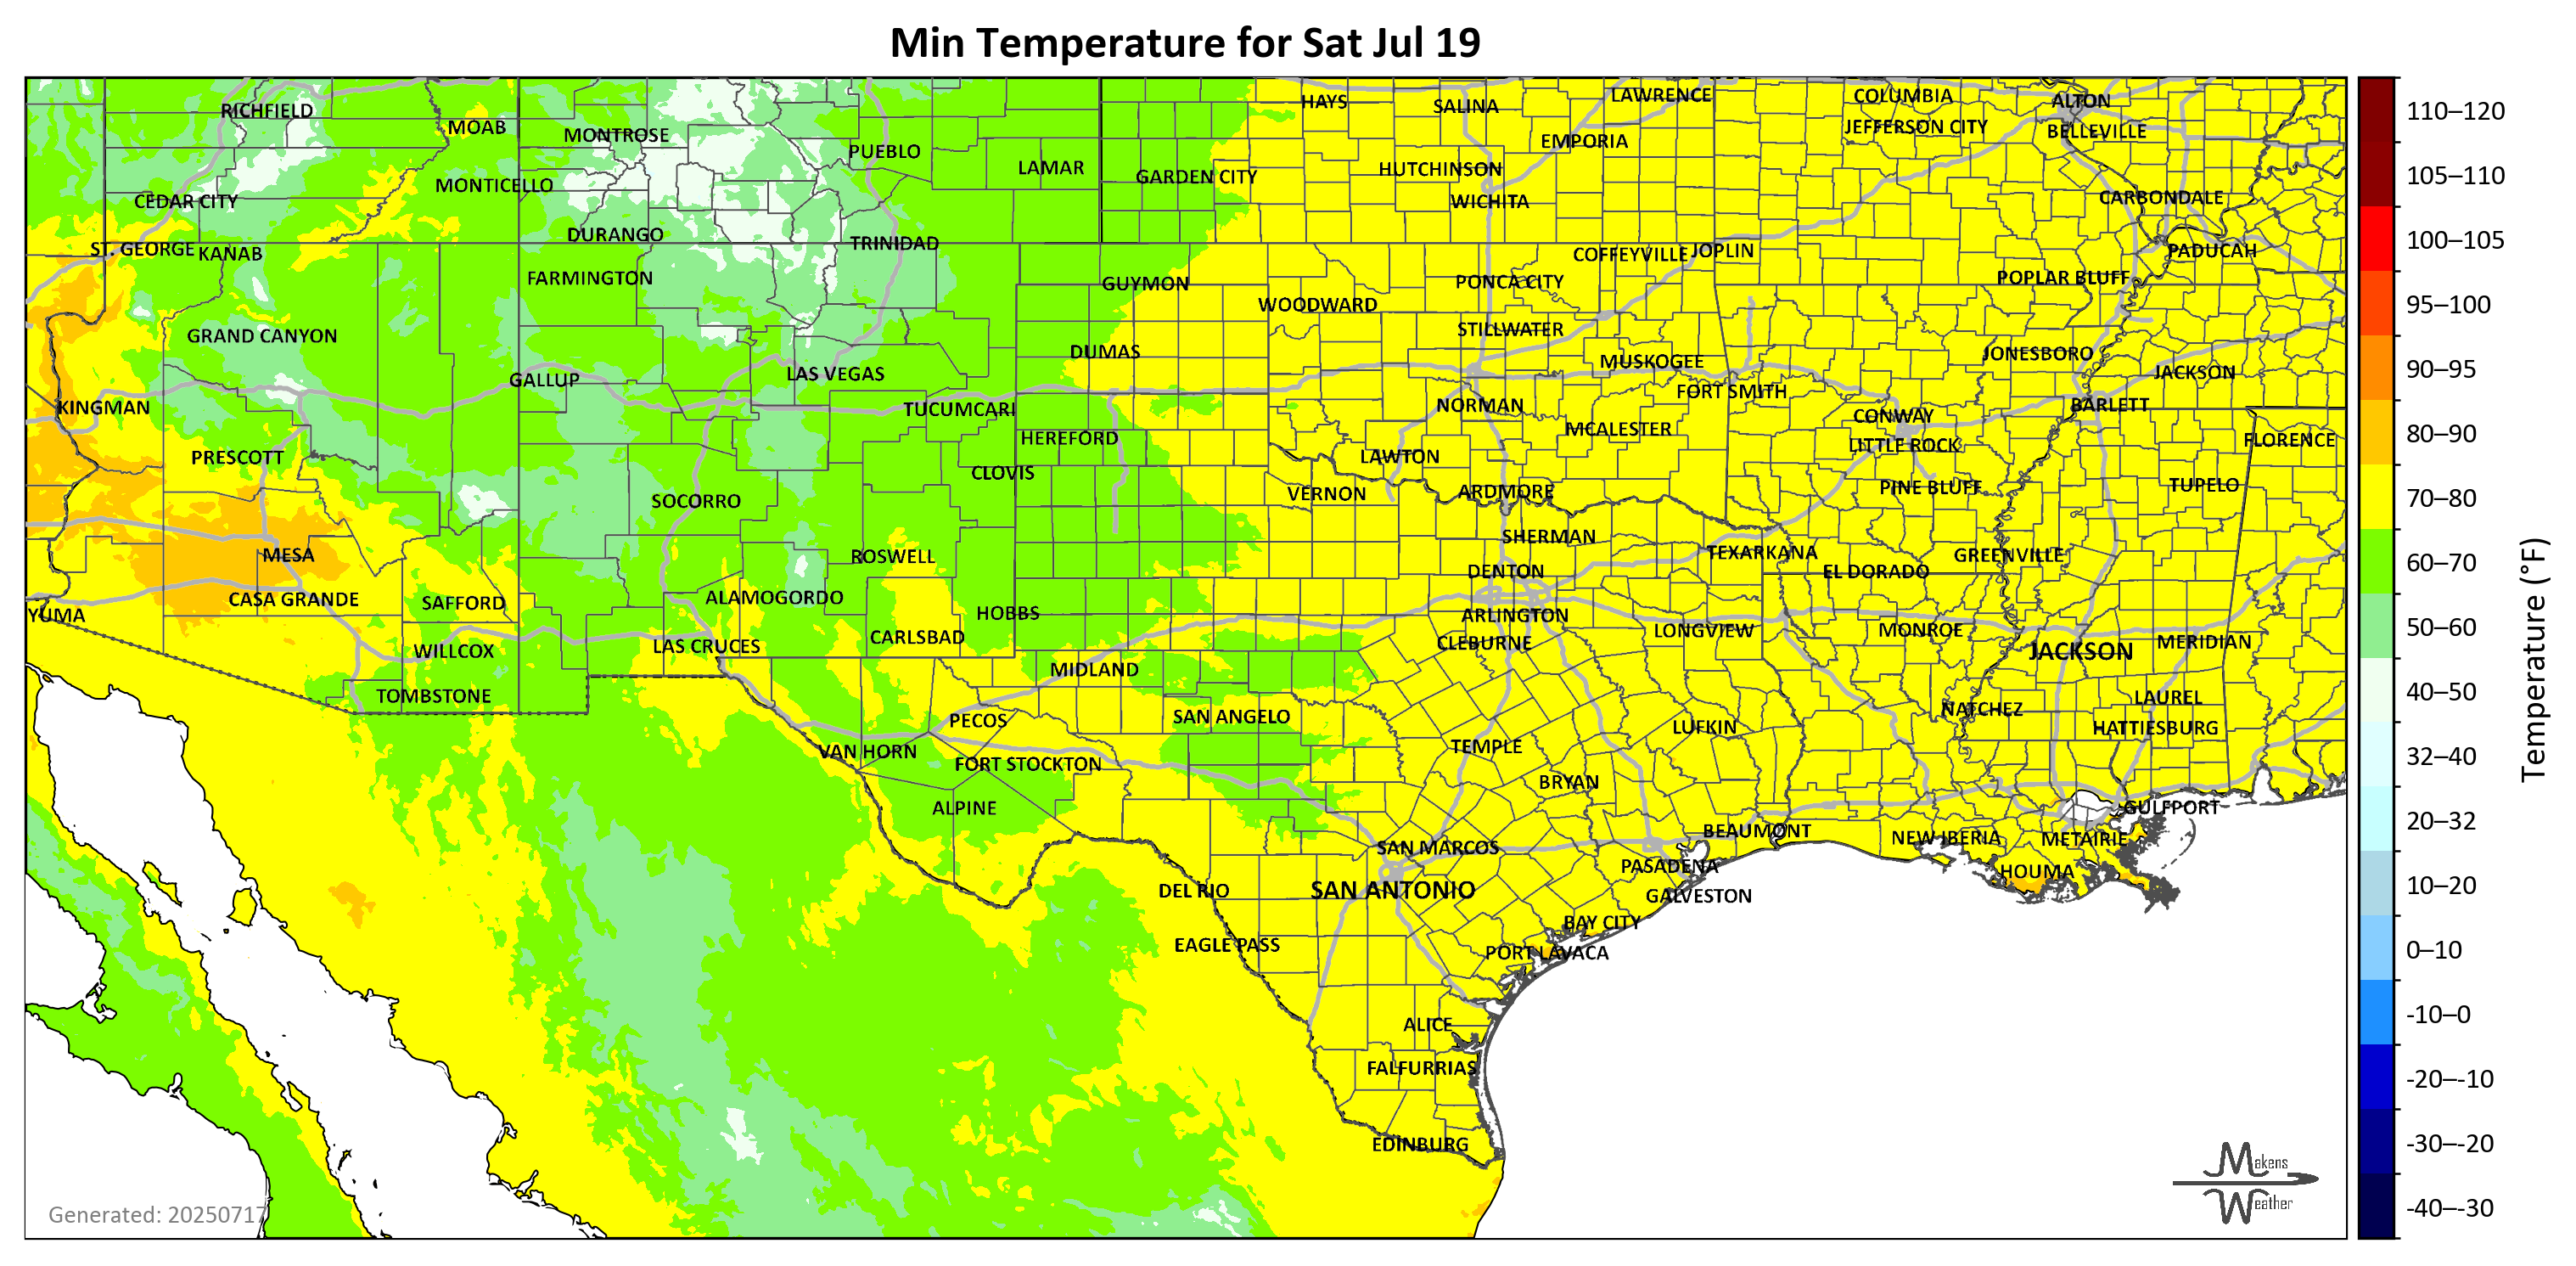 Min Temperature for Sat Jul 19
RICHFIELD
MOAB
MONTROSE
PUEBLO
LAMAR
GARDEN CITY
HAYS
SALINA
LAWRENCE
EMPORIA
HUTCHINSON
WICHITA
COLUMBIA
JEFFERSON CITY
ALTON
BELLEVILLE
CARBONDALE
MONTICELLO
CEDAR CITY
DURANGO
TRINIDAD
ST. GEORGE
KANAB
FARMINGTON
GUYMON
WOODWARD
PONCA CITY
COFFEYVILLE
JOPLIN
PADUCAH
POPLAR BLUFF
GRAND CANYON
STILLWATER
DUMAS
MUSKOGEE
JONESBORO
JACKSON
LAS VEGAS
GALLUP
FORT SMITH
KINGMAN
TUCUMCARI
NORMAN
CONWAY
BARLETT
HEREFORD
MCALESTER
LITTLE ROCK
FLORENCE
PRESCOTT
CLOVIS
LAWTON
SOCORRO
VERNON
ARDMORE
PINE BLUFF
TUPELO
SHERMAN
MESA
ROSWELL
TEXARKANA
GREENVILLE
DENTON
EL DORADO
YUMA
CASA GRANDE
SAFFORD
ALAMOGORDO
HOBBS
ARLINGTON
CLEBURNE
LONGVIEW
MONROE
JACKSON
MERIDIAN
WILLCOX
LAS CRUCES
CARLSBAD
MIDLAND
TOMBSTONE
PECOS
SAN ANGELO
LUFKIN
NATCHEZ
LAUREL
HATTIESBURG
VAN HORN
FORT STOCKTON
TEMPLE
BRYAN
ALPINE
GULFPORT
BEAUMONT
NEW IBERIA
METAIRIE
SAN MARCOS
PASADENA
HOUMA
DEL RIO
SAN ANTONIO
GALVESTON
BAY CITY
EAGLE PASS
PORT LAVACA
ALICE
FALFURRIAS
EDINBURG
Generated: 20250717
Makens
Weather
110–120
105–110
100–105
95–100
90–95
80–90
70–80
60–70
50–60
40–50
32–40
20–32
10–20
0–10
-10–0
-20–-10
-30–-20
-40–-30
Temperature (°F)